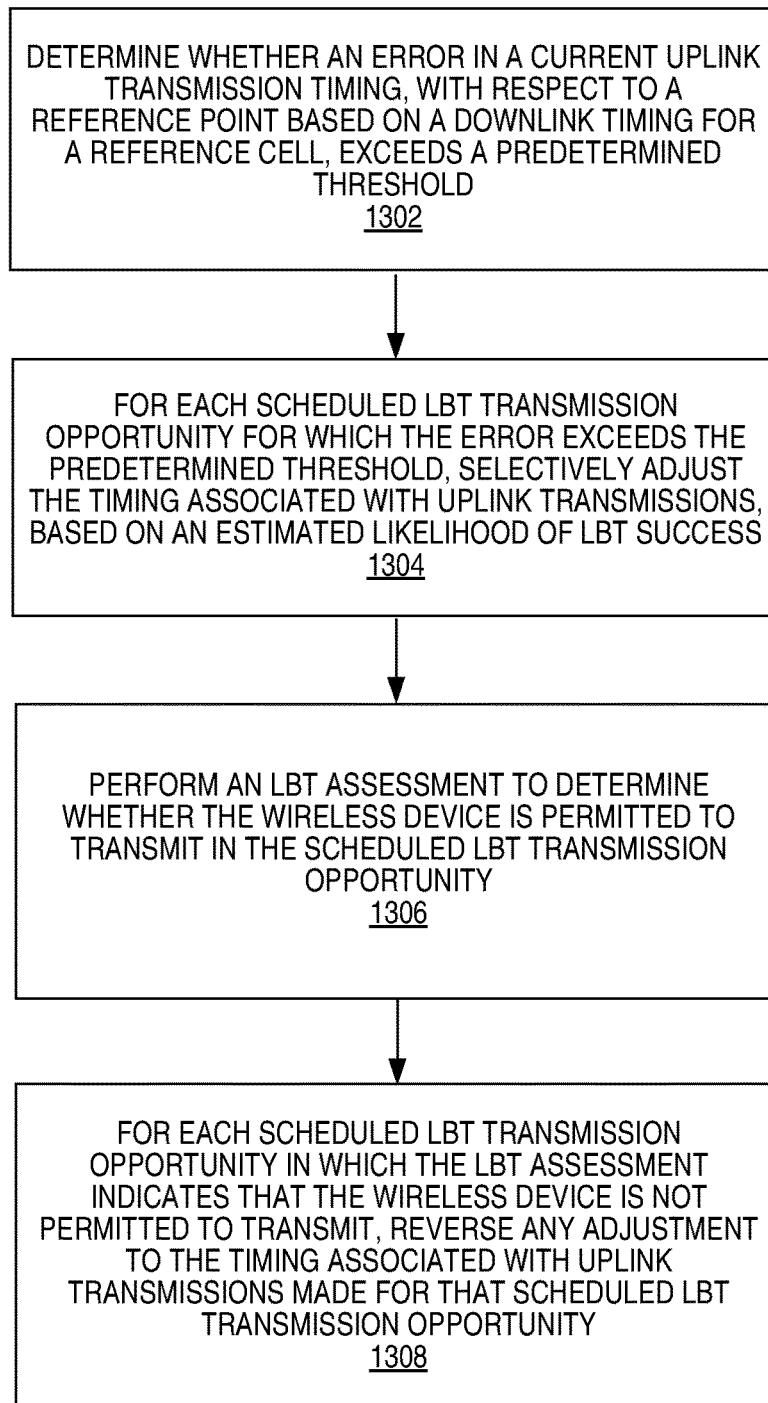 DETERMINE WHETHER AN ERROR IN A CURRENT UPLINK
TRANSMISSION TIMING, WITH RESPECT TO A
REFERENCE POINT BASED ON A DOWNLINK TIMING FOR
A REFERENCE CELL, EXCEEDS A PREDETERMINED
THRESHOLD
1302
FOR EACH SCHEDULED LBT TRANSMISSION
OPPORTUNITY FOR WHICH THE ERROR EXCEEDS THE
PREDETERMINED THRESHOLD, SELECTIVELY ADJUST
THE TIMING ASSOCIATED WITH UPLINK TRANSMISSIONS,
BASED ON AN ESTIMATED LIKELIHOOD OF LBT SUCCESS
1304
PERFORM AN LBT ASSESSMENT TO DETERMINE
WHETHER THE WIRELESS DEVICE IS PERMITTED TO
TRANSMIT IN THE SCHEDULED LBT TRANSMISSION
OPPORTUNITY
1306
FOR EACH SCHEDULED LBT TRANSMISSION
OPPORTUNITY IN WHICH THE LBT ASSESSMENT
INDICATES THAT THE WIRELESS DEVICE IS NOT
PERMITTED TO TRANSMIT, REVERSE ANY ADJUSTMENT
TO THE TIMING ASSOCIATED WITH UPLINK
TRANSMISSIONS MADE FOR THAT SCHEDULED LBT
TRANSMISSION OPPORTUNITY
1308